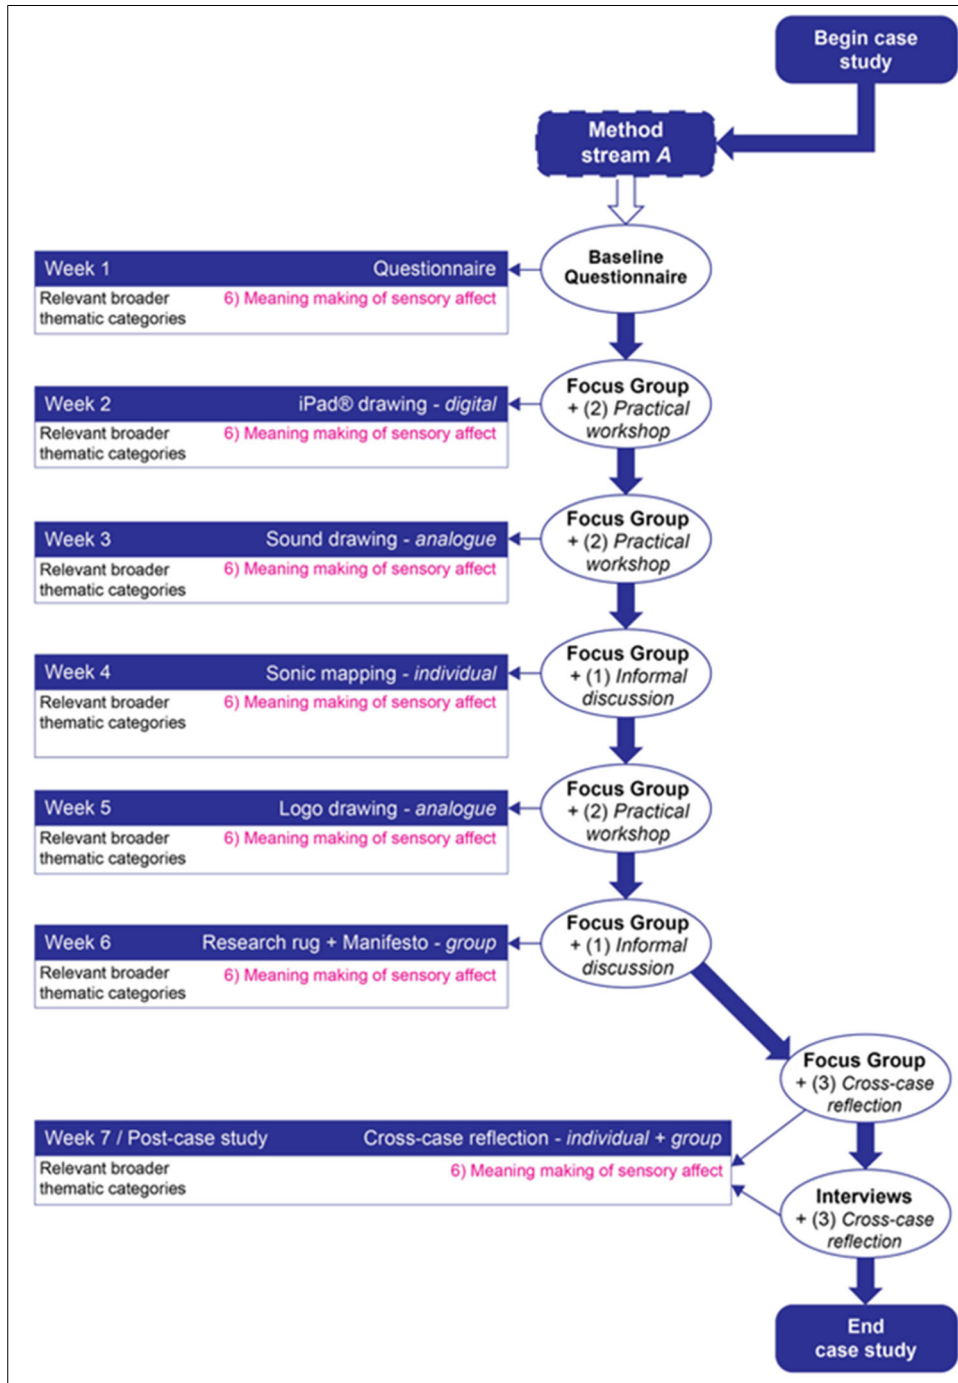 Begin case
study
Method
stream A
Baseline
Questionnaire
Week 1 Questionnaire
Relevant broader 6) Meaning making of sensory affect
thematic categories
Focus Group
+ (2) Practical
workshop
Week 2 iPad® drawing - digital
Relevant broader 6) Meaning making of sensory affect
thematic categories
Focus Group
+ (2) Practical
workshop
Week 3 Sound drawing - analogue
Relevant broader 6) Meaning making of sensory affect
thematic categories
Focus Group
+ (1) Informal
discussion
Week 4 Sonic mapping - individual
Relevant broader 6) Meaning making of sensory affect
thematic categories
Focus Group
+ (2) Practical
workshop
Week 5 Logo drawing - analogue
Relevant broader 6) Meaning making of sensory affect
thematic categories
Focus Group
+ (1) Informal
discussion
Week 6 Research rug + Manifesto - group
Relevant broader 6) Meaning making of sensory affect
thematic categories
Focus Group
+ (3) Cross-case
reflection
Week 7 / Post-case study Cross-case reflection - individual + group
Relevant broader 6) Meaning making of sensory affect
thematic categories
Interviews
+ (3) Cross-case
reflection
End
case study